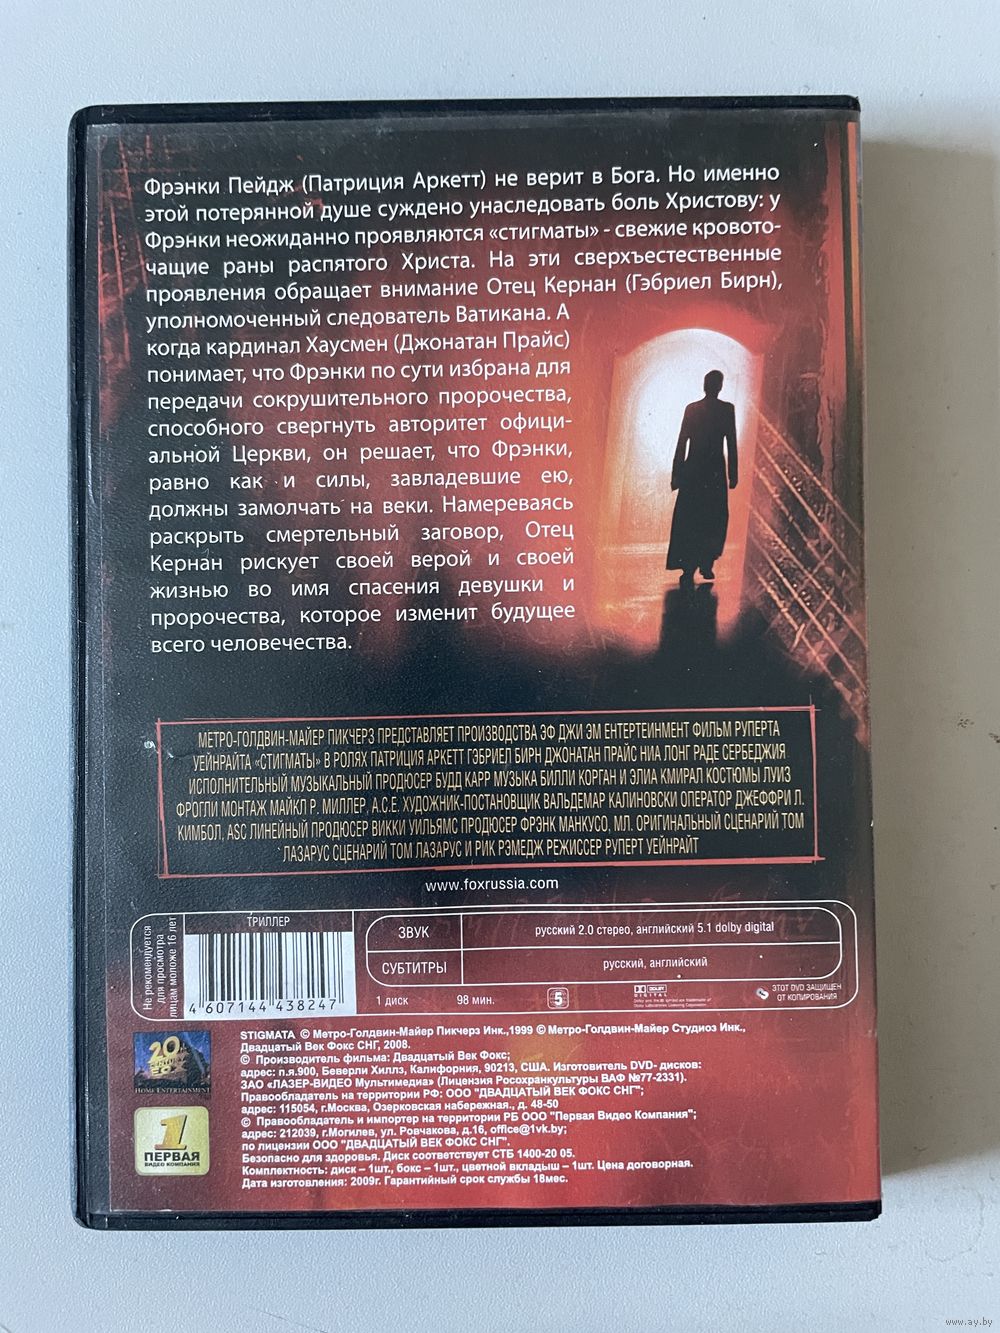 Фрэнки Пейдж (Патриция Аркетт) не верит в Бога. Но именно
этой потерянной душе суждено унаследовать боль Христову: у
Фрэнки неожиданно проявляются «стигматы» - свежие кровото-
чащие раны распятого Христа. На эти сверхъестественные
проявления обращает внимание Отец Кернан (Гэбриел Бирн),
уполномоченный следователь Ватикана. А
когда кардинал Хаусмен (Джонатан Прайс)
понимает, что Фрэнки по сути избрана для
передачи сокрушительного пророчества,
способного свергнуть авторитет офици-
альной Церкви, он решает, что Фрэнки,
равно как и силы, завладевшие ею,
должны замолчать на веки. Намереваясь
раскрыть смертельный заговор, Отец
Кернан рискует своей верой и своей
жизнью во имя спасения девушки и
пророчества, которое изменит будущее
всего человечества.
МЕТРО-ГОЛДВИН-МАЙЕР ПИКЧЕРЗ ПРЕДСТАВЛЯЕТ ПРОИЗВОДСТВА ЭФ ДЖИ ЭМ ЕНТЕРТЕИНМЕНТ ФИЛЬМ РУПЕРТА
УЕЙНРАЙТА «СТИГМАТЫ» В РОЛЯХ ПАТРИЦИЯ АРКЕТТ ГЭБРИЕЛ БИРН ДЖОНАТАН ПРАЙС НИА ЛОНГ РАДЕ СЕРБЕДЖИЯ
ИСПОЛНИТЕЛЬНЫЙ МУЗЫКАЛЬНЫЙ ПРОДЮСЕР БУДД КАРР МУЗЫКА БИЛЛИ КОРГАН И ЭЛИА КМИРАЛ КОСТЮМЫ ЛУИЗ
ФРОГЛИ МОНТАЖ МАЙКЛ Р. МИЛЛЕР, A.C.E. ХУДОЖНИК-ПОСТАНОВЩИК ВАЛЬДЕМАР КАЛИНОВСКИ ОПЕРАТОР ДЖЕФФРИ Л.
КИМБОЛ, ASC ЛИНЕЙНЫЙ ПРОДЮСЕР ВИККИ УИЛЬЯМС ПРОДЮСЕР ФРЭНК МАНКУСО, МЛ. ОРИГИНАЛЬНЫЙ СЦЕНАРИЙ ТОМ
ЛАЗАРУС СЦЕНАРИЙ ТОМ ЛАЗАРУС И РИК РЭМЕДЖ РЕЖИССЕР РУПЕРТ УЕЙНРАЙТ
www.foxrussia.com
Не рекомендуется
для просмотра
лицам моложе 16 лет
ТРИЛЛЕР
4 607144 438247
ЗВУК
русский 2.0 стерео, английский 5.1 dolby digital
СУБТИТРЫ
русский, английский
1 диск
98 мин.
5
DOLBY
DIGITAL
ЭТОТ DVD ЗАЩИЩЕН
ОТ КОПИРОВАНИЯ
20th
CENTURY
FOX
HOME ENTERTAINMENT
1
ПЕРВАЯ
ВИДЕО КОМПАНИЯ
STIGMATA © Метро-Голдвин-Майер Пикчерз Инк.,1999 © Метро-Голдвин-Майер Студиоз Инк.,
Двадцатый Век Фокс СНГ, 2008.
© Производитель фильма: Двадцатый Век Фокс;
адрес: п.я.900, Беверли Хиллз, Калифорния, 90213, США. Изготовитель DVD- дисков:
ЗАО «ЛАЗЕР-ВИДЕО Мультимедиа» (Лицензия Росохранкультуры ВАФ №77-2331).
Правообладатель на территории РФ: ООО "ДВАДЦАТЫЙ ВЕК ФОКС СНГ";
адрес: 115054, г.Москва, Озерковская набережная., д. 48-50
© Правообладатель и импортер на территории РБ ООО "Первая Видео Компания";
адрес: 212039, г.Могилев, ул. Ровчакова, д.16, office@1vk.by;
по лицензии ООО "ДВАДЦАТЫЙ ВЕК ФОКС СНГ".
Безопасно для здоровья. Диск соответствует СТБ 1400-20 05.
Комплектность: диск – 1шт., бокс – 1шт., цветной вкладыш – 1шт. Цена договорная.
Дата изготовления: 2009г. Гарантийный срок службы 18мес.
www.ay.by